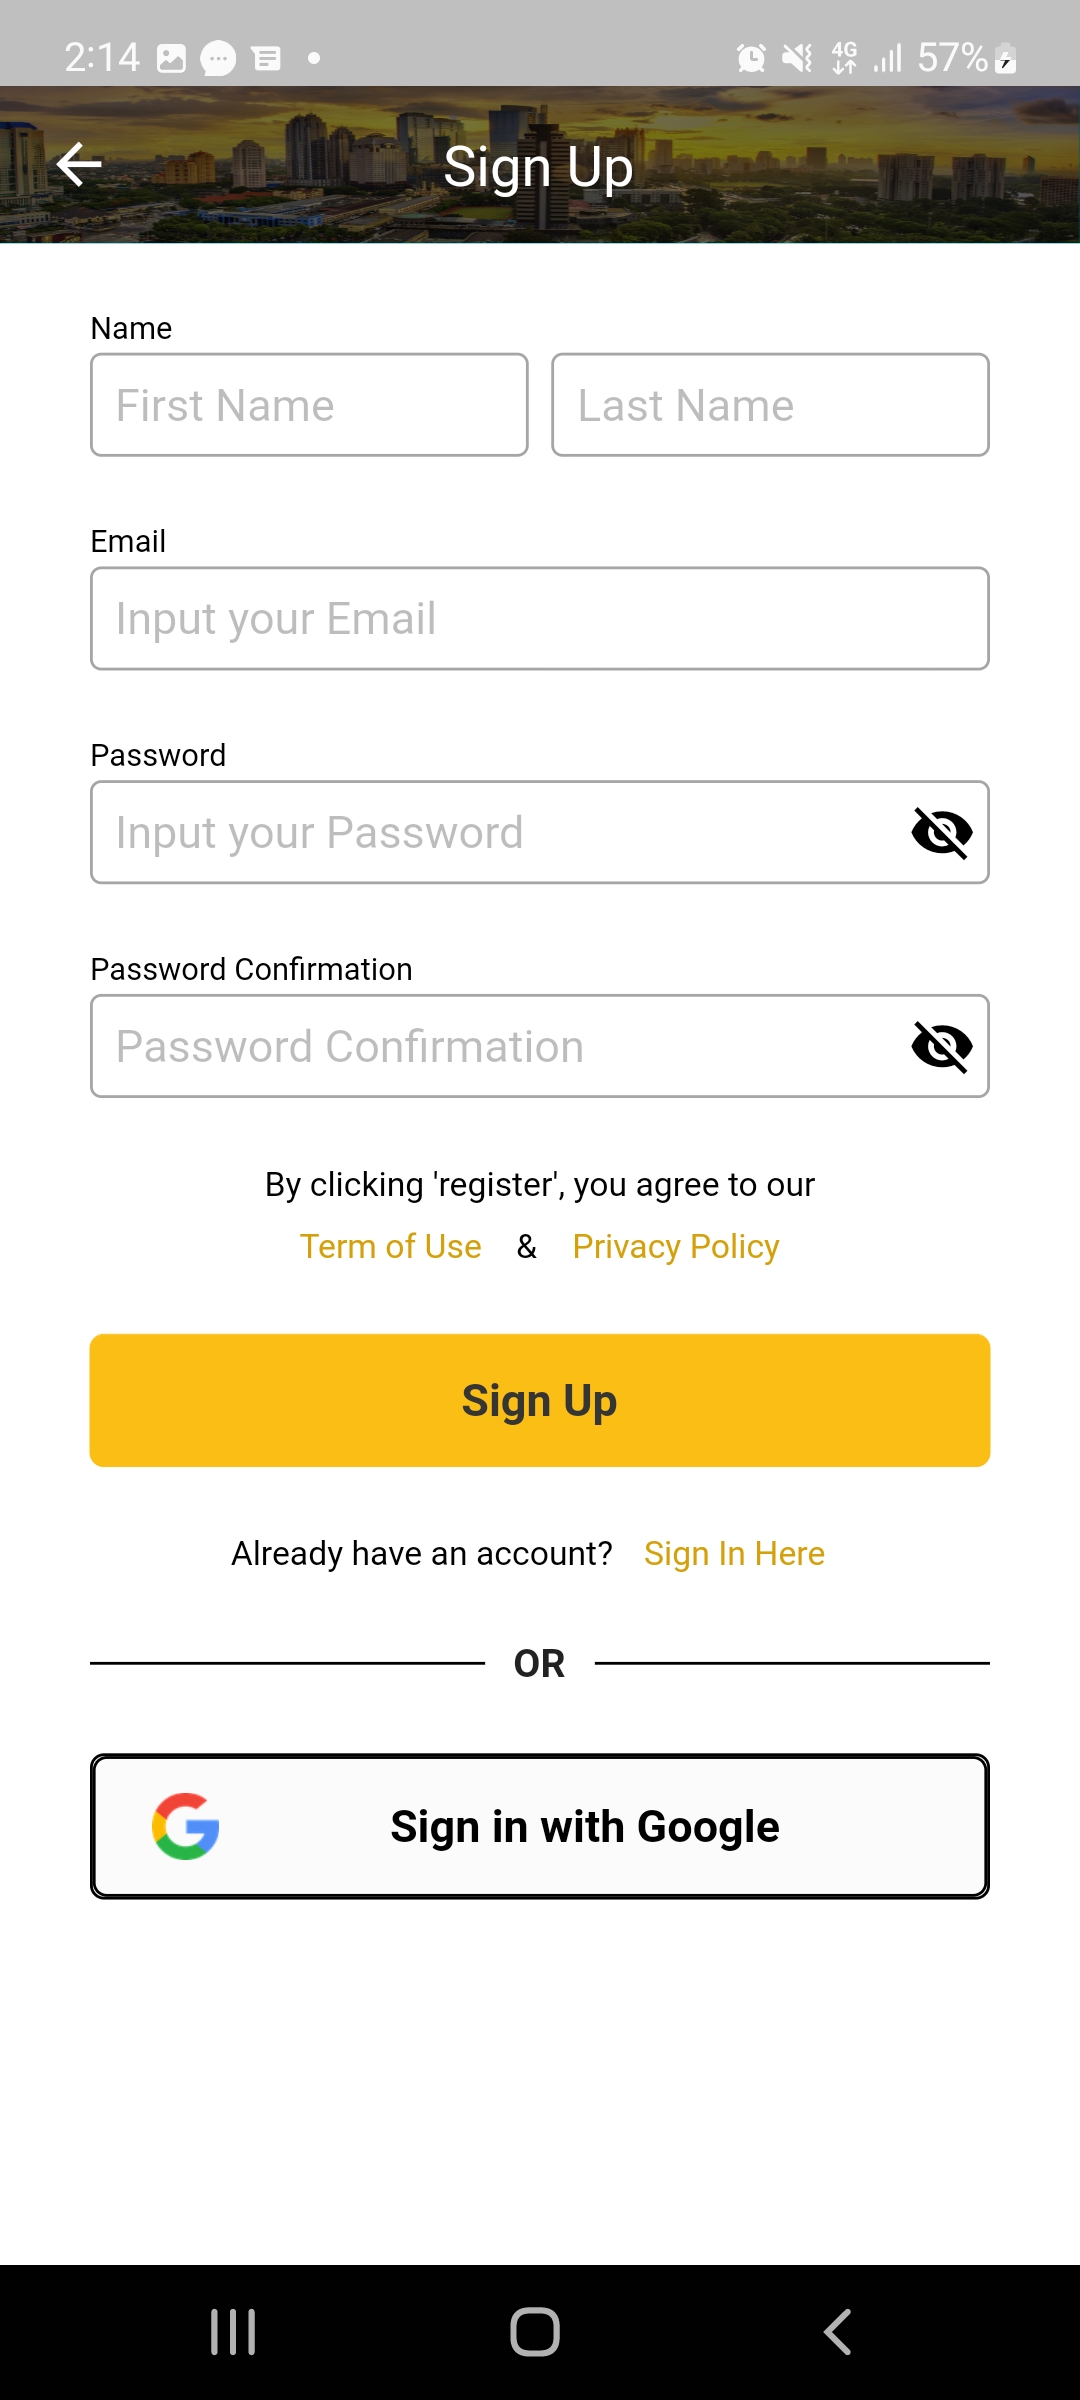 2:14 4G 57%
Sign Up
Name
First Name Last Name
Email
Input your Email
Password
Input your Password
Password Confirmation
Password Confirmation
By clicking 'register', you agree to our
Term of Use & Privacy Policy
Sign Up
Already have an account? Sign In Here
OR
Sign in with Google